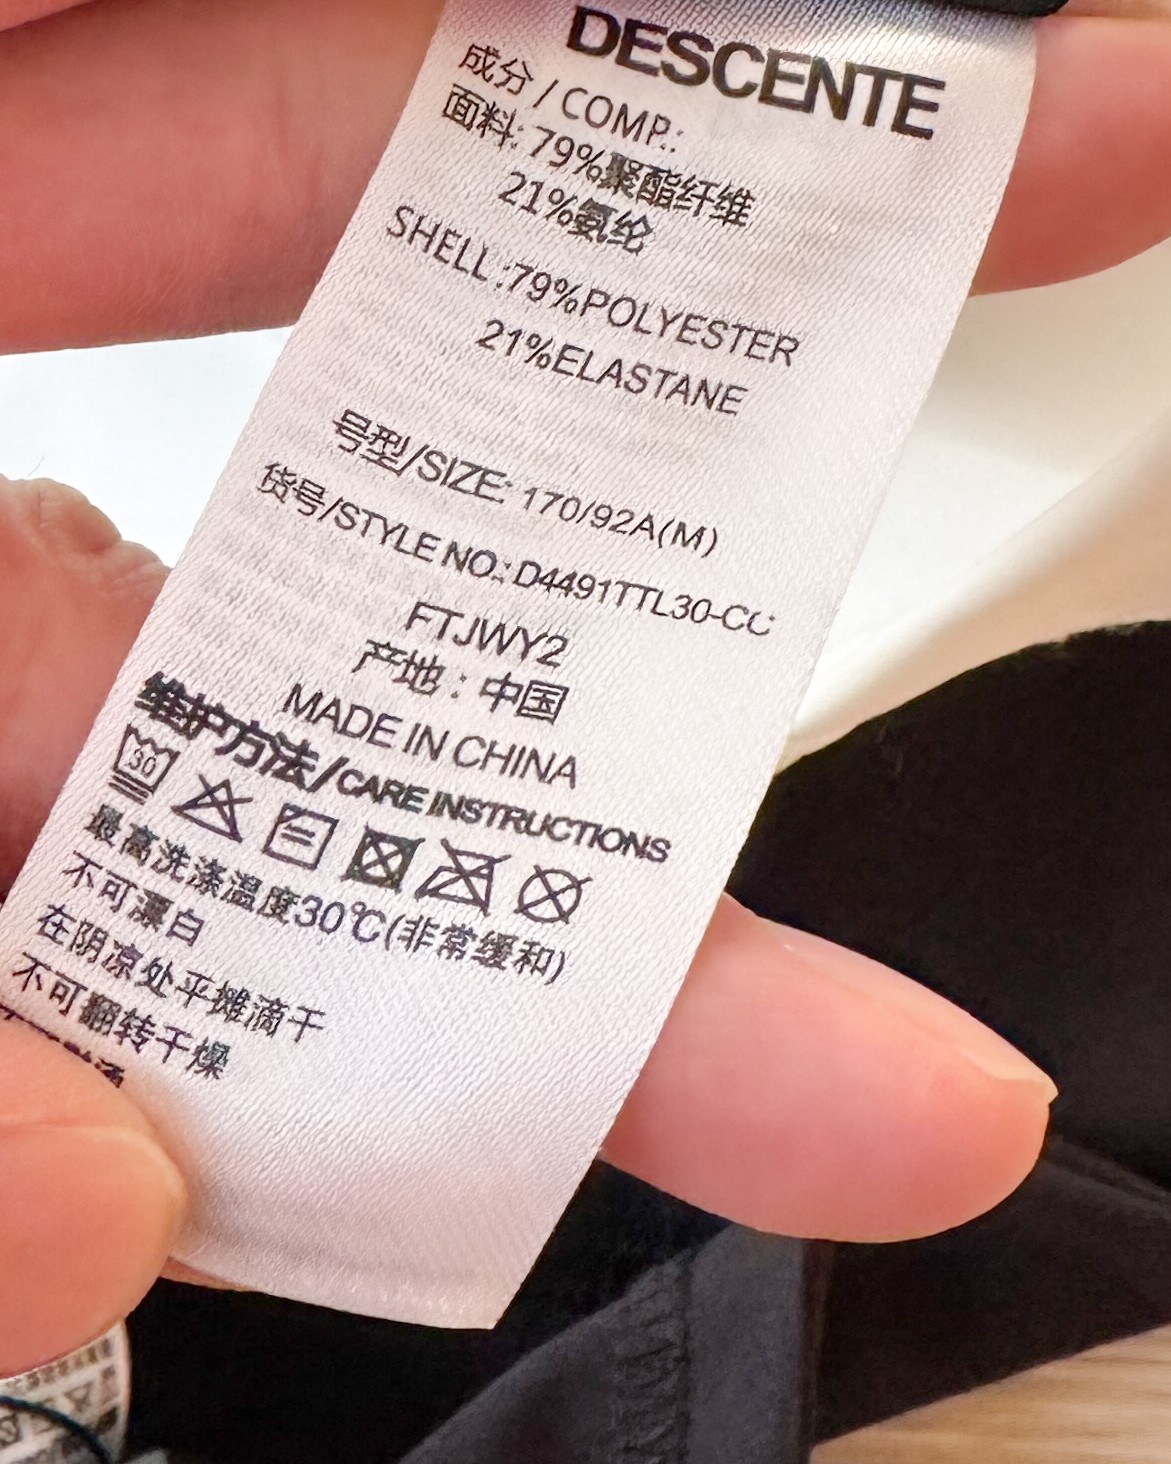 DESCENTE
成分 / COMP.:
面料: 79%聚酯纤维
21%氨纶
SHELL :79%POLYESTER
21%ELASTANE
号型/SIZE: 170/92A(M)
货号/STYLE NO.: D4491TTL30-CC
FTJWY2
产地 : 中国
MADE IN CHINA
维护方法/CARE INSTRUCTIONS
30
最高洗涤温度30℃(非常缓和)
不可漂白
在阴凉处平摊滴干
不可翻转干燥